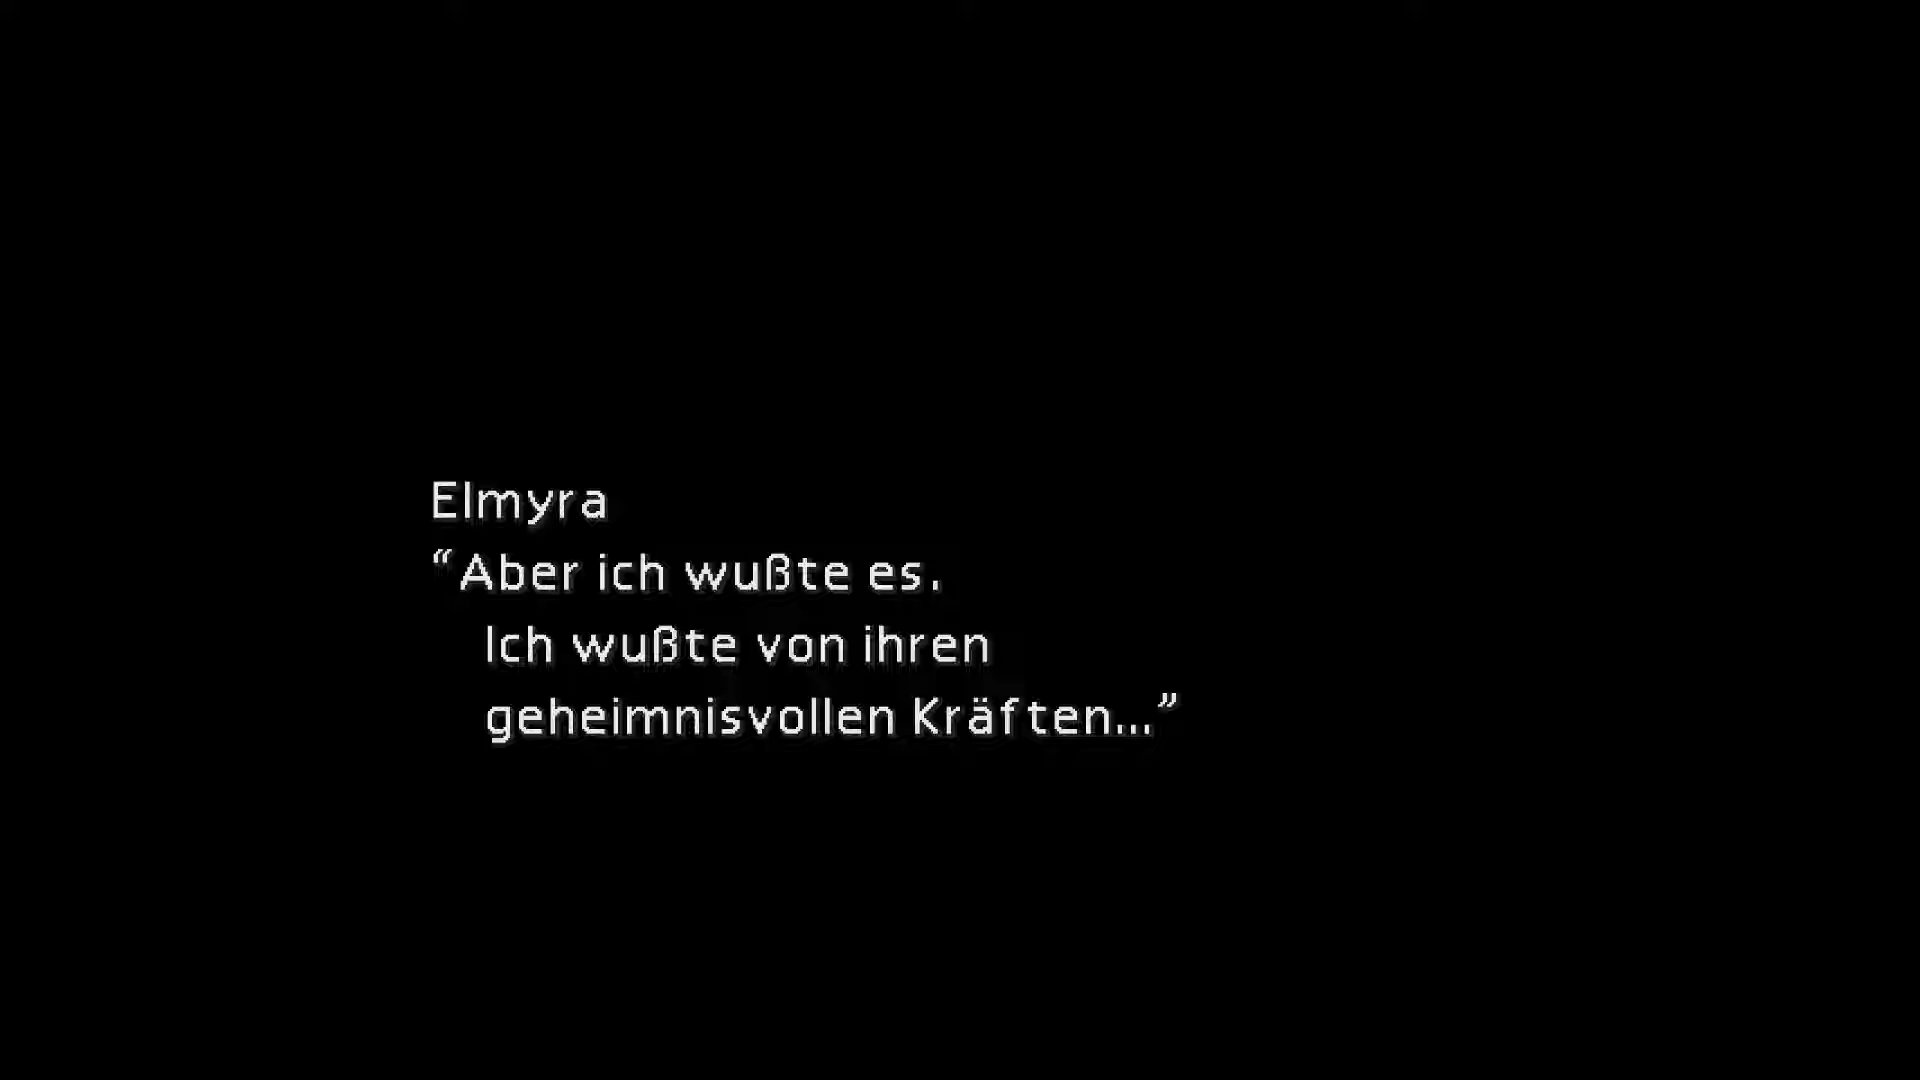 Elmyra
“Aber ich wußte es.
Ich wußte von ihren
geheimnisvollen Kräften...”